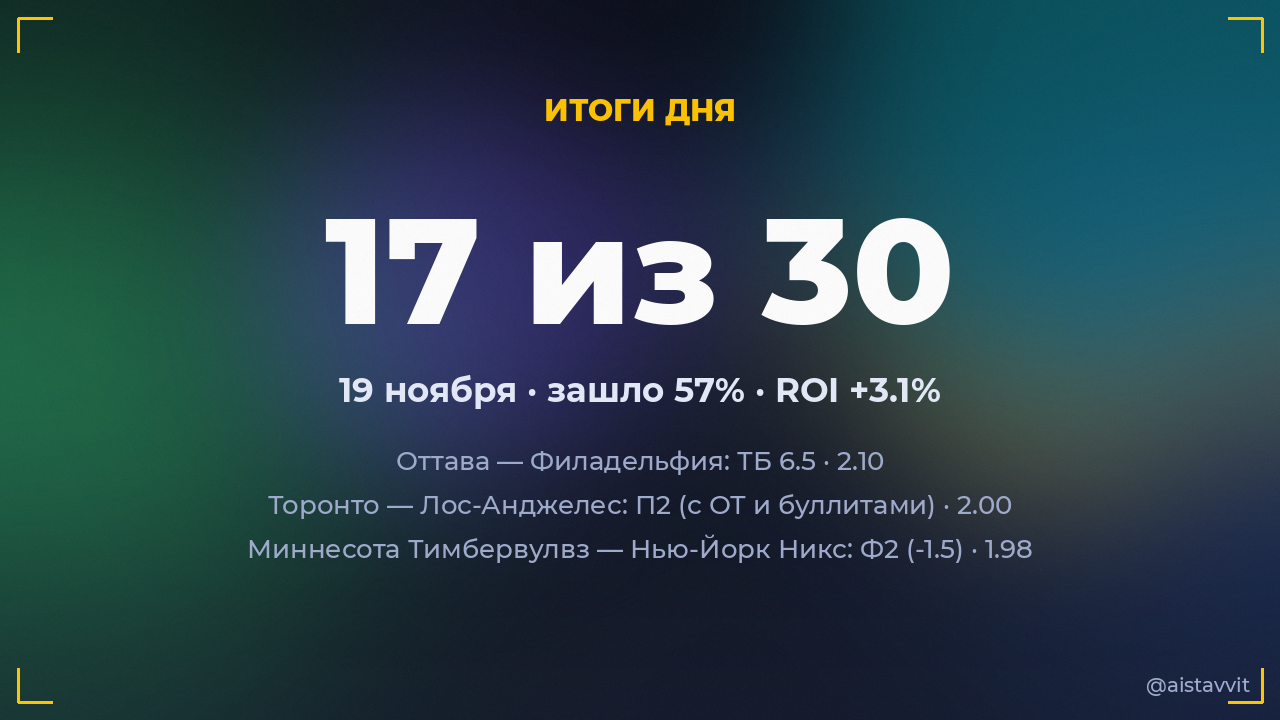 ИТОГИ ДНЯ
17 из 30
19 ноября · зашло 57% · ROI +3.1%
Оттава — Филадельфия: ТБ 6.5 · 2.10
Торонто — Лос-Анджелес: П2 (с ОТ и буллитами) · 2.00
Миннесота Тимбервулвз — Нью-Йорк Никс: Ф2 (-1.5) · 1.98
@aistavvit